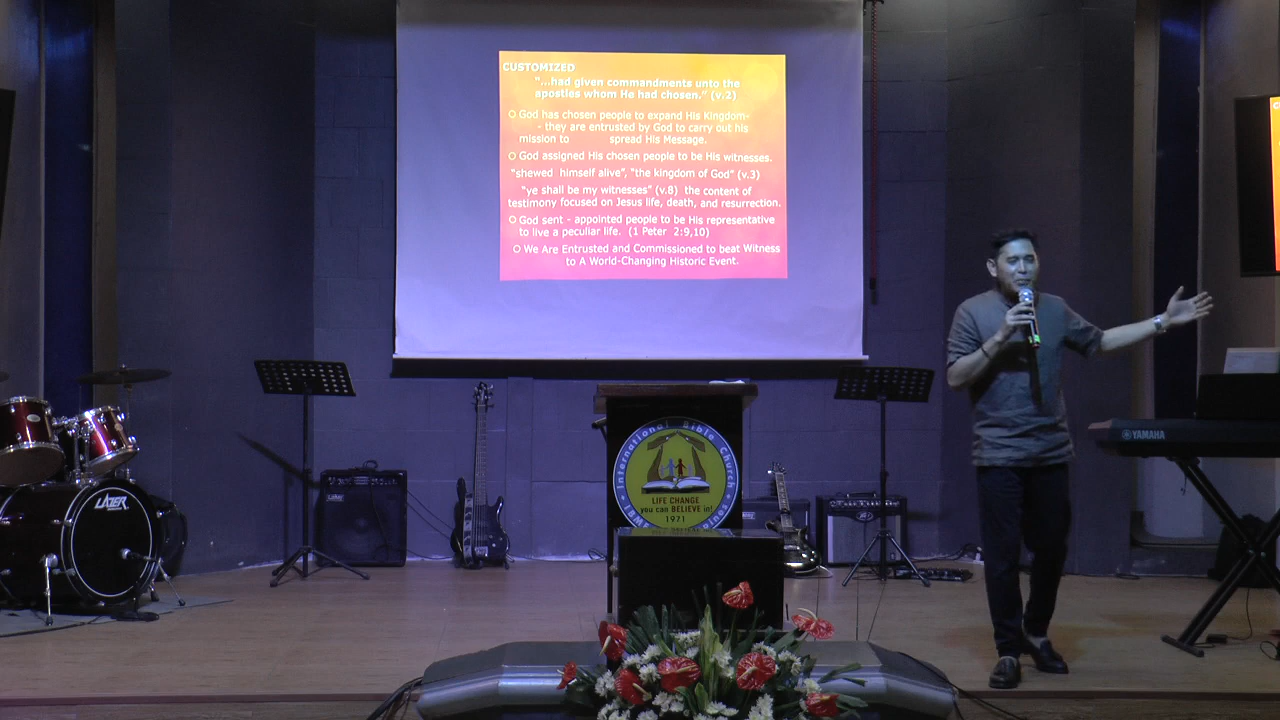 CUSTOMIZED
"...had given commandments unto the
apostles whom He had chosen." (v.2)
God has chosen people to expand His Kingdom-
- they are entrusted by God to carry out his
mission to spread His Message.
God assigned His chosen people to be His witnesses.
"shewed himself alive", "the kingdom of God" (v.3)
"ye shall be my witnesses" (v.8) the content of
testimony focused on Jesus life, death, and resurrection.
God sent - appointed people to be His representative
to live a peculiar life. (1 Peter 2:9,10)
We Are Entrusted and Commissioned to beat Witness
to A World-Changing Historic Event.
International Bible Church
LIFE CHANGE
you can BELIEVE in!
1971
LAZER
YAMAHA